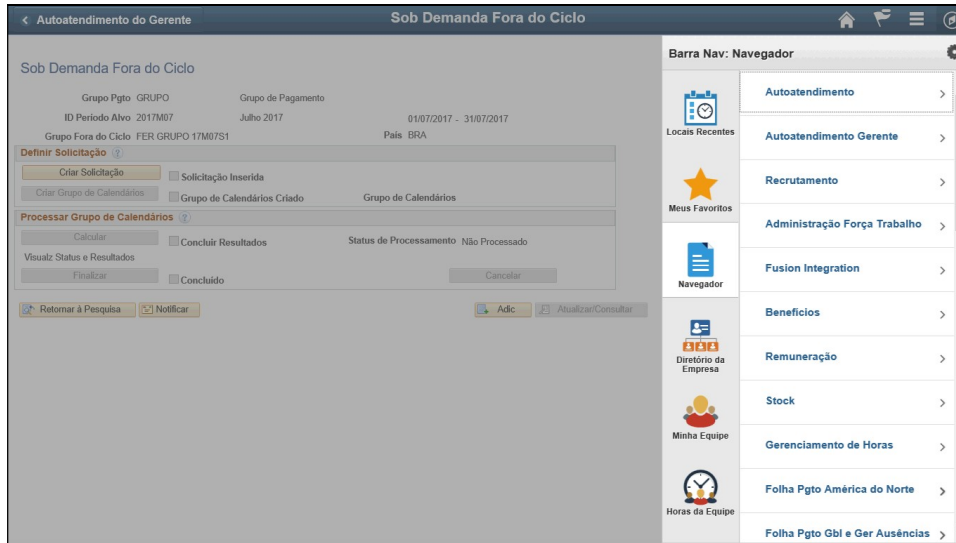 Autoatendimento do Gerente
Sob Demanda Fora do Ciclo
Sob Demanda Fora do Ciclo
Grupo Pgto GRUPO Grupo de Pagamento
ID Período Alvo 2017M07 Julho 2017 01/07/2017 - 31/07/2017
Grupo Fora do Ciclo FER GRUPO 17M07S1 País BRA
Definir Solicitação ?
Criar Solicitação Solicitação Inserida
Criar Grupo de Calendários Grupo de Calendários Criado Grupo de Calendários
Processar Grupo de Calendários ?
Calcular Concluir Resultados Status de Processamento Não Processado
Visualz Status e Resultados
Finalizar Concluído Cancelar
Retornar à Pesquisa Notificar Adic Atualizar/Consultar
Barra Nav: Navegador
Locais Recentes
Meus Favoritos
Navegador
Diretório da
Empresa
Minha Equipe
Horas da Equipe
Autoatendimento
Autoatendimento Gerente
Recrutamento
Administração Força Trabalho
Fusion Integration
Benefícios
Remuneração
Stock
Gerenciamento de Horas
Folha Pgto América do Norte
Folha Pgto Gbl e Ger Ausências